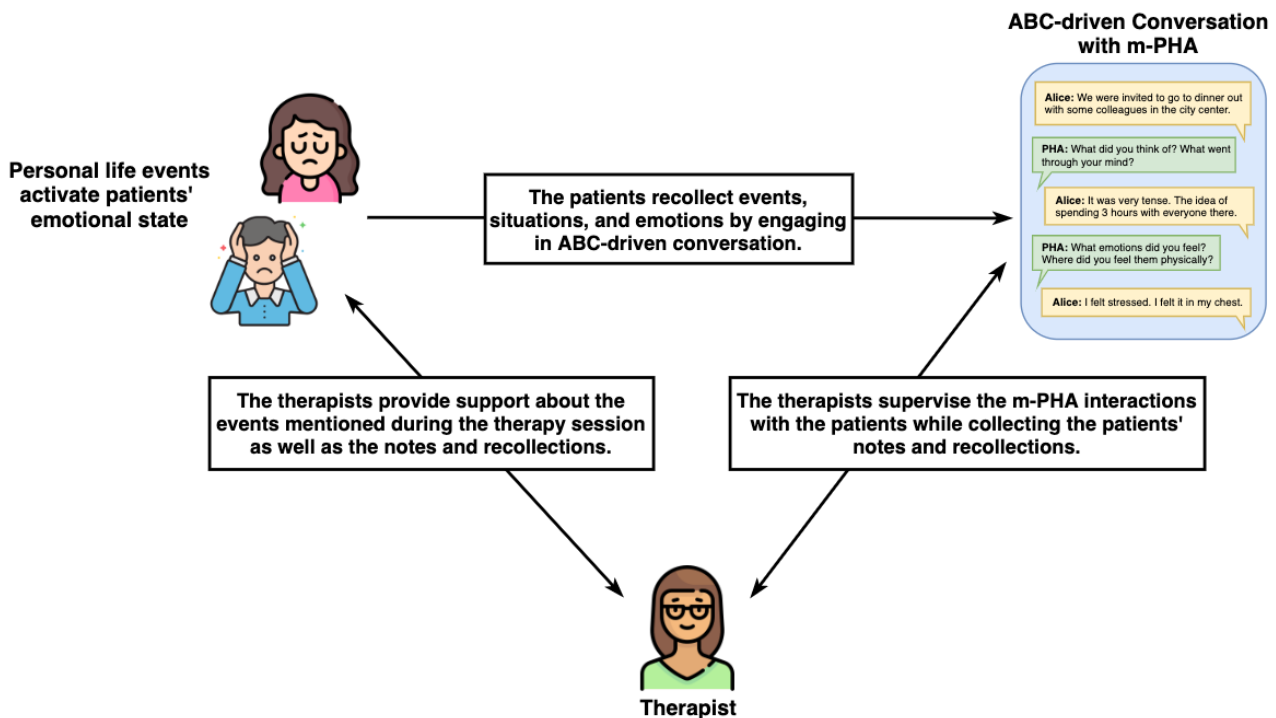 ABC-driven Conversation
with m-PHA
Alice: We were invited to go to dinner out
with some colleagues in the city center.
PHA: What did you think of? What went
through your mind?
Alice: It was very tense. The idea of
spending 3 hours with everyone there.
PHA: What emotions did you feel?
Where did you feel them physically?
Alice: I felt stressed. I felt it in my chest.
Personal life events
activate patients'
emotional state
The patients recollect events,
situations, and emotions by engaging
in ABC-driven conversation.
The therapists provide support about the
events mentioned during the therapy session
as well as the notes and recollections.
The therapists supervise the m-PHA interactions
with the patients while collecting the patients'
notes and recollections.
Therapist